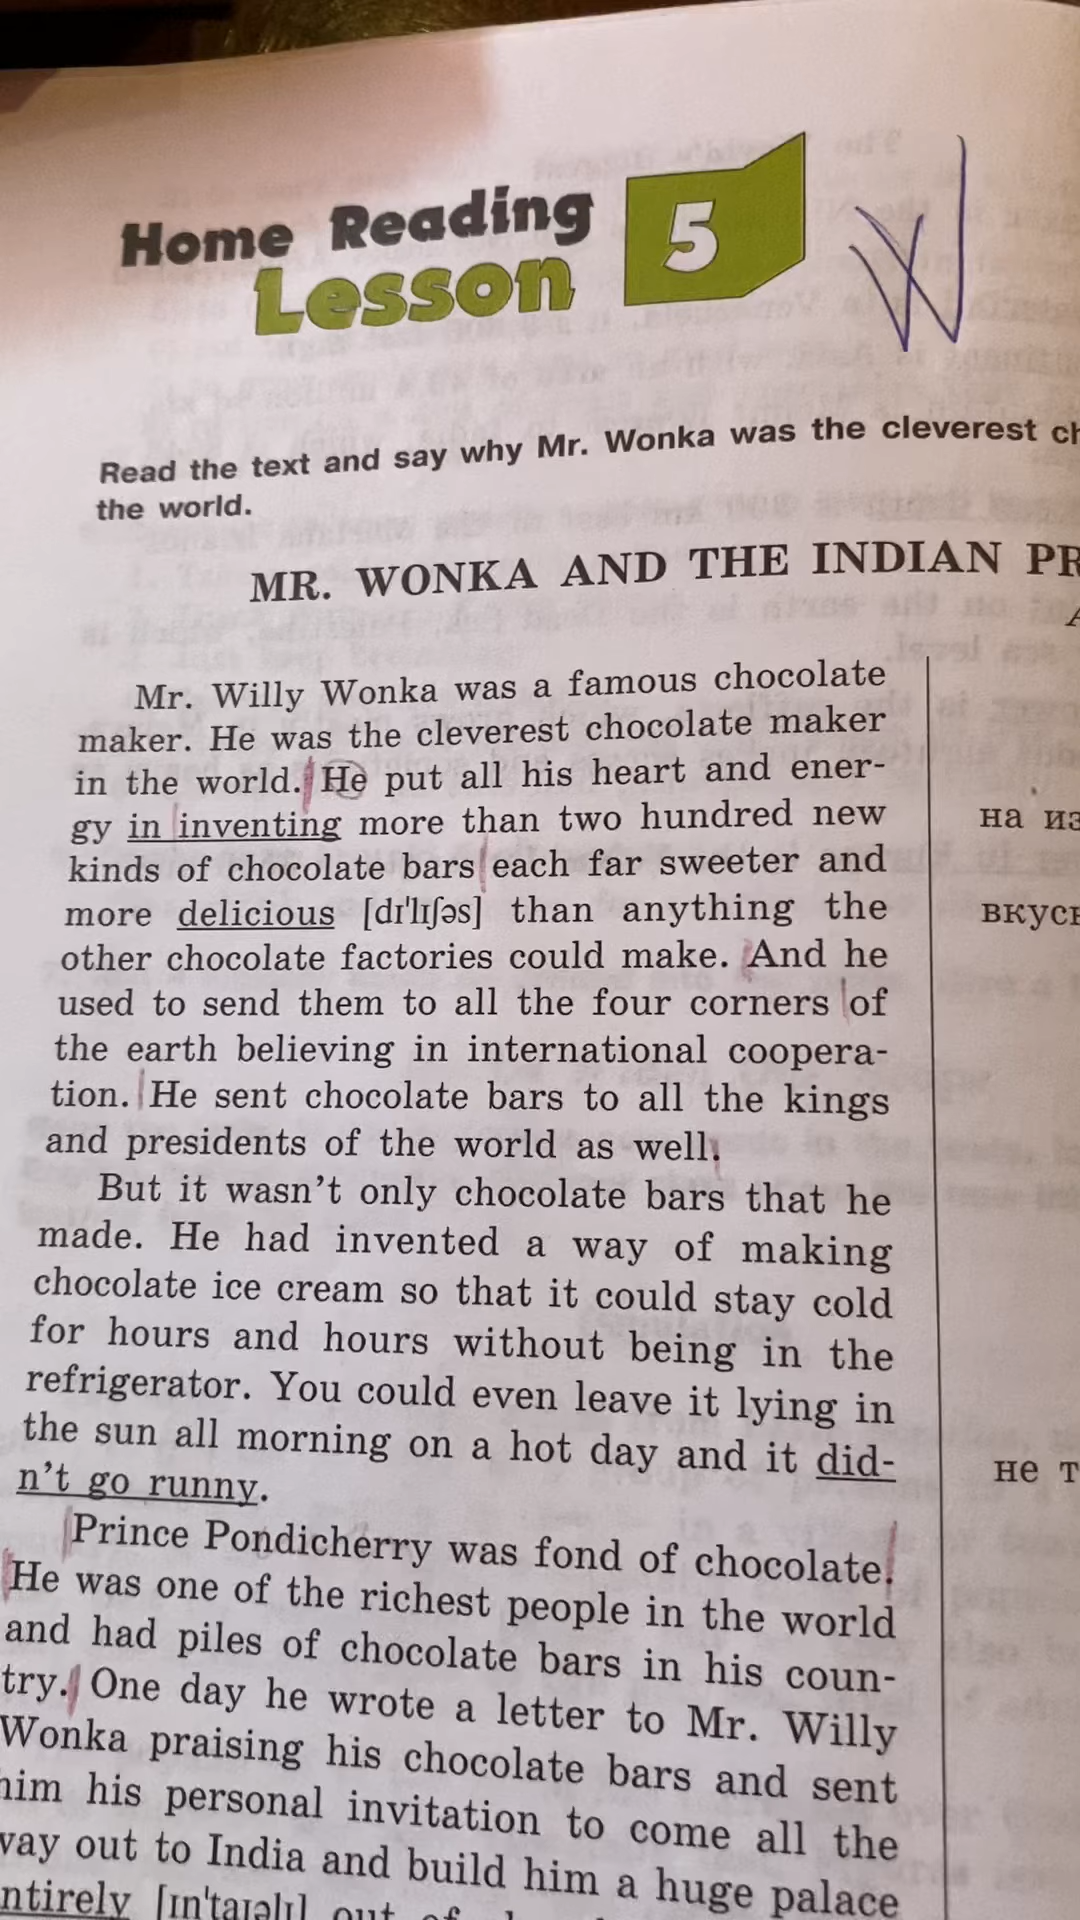 Home Reading
Lesson 5
W
Read the text and say why Mr. Wonka was the cleverest ch
the world.
MR. WONKA AND THE INDIAN PR
Mr. Willy Wonka was a famous chocolate
maker. He was the cleverest chocolate maker
in the world. He put all his heart and ener-
gy in inventing more than two hundred new
kinds of chocolate bars each far sweeter and
more delicious [dɪ'lɪʃəs] than anything the
other chocolate factories could make. And he
used to send them to all the four corners of
the earth believing in international coopera-
tion. He sent chocolate bars to all the kings
and presidents of the world as well.
But it wasn't only chocolate bars that he
made. He had invented a way of making
chocolate ice cream so that it could stay cold
for hours and hours without being in the
refrigerator. You could even leave it lying in
the sun all morning on a hot day and it did-
n't go runny.
Prince Pondicherry was fond of chocolate.
He was one of the richest people in the world
and had piles of chocolate bars in his coun-
try. One day he wrote a letter to Mr. Willy
Wonka praising his chocolate bars and sent
him his personal invitation to come all the
way out to India and build him a huge palace
ntirely [ɪn'taɪəlɪ] out of
на из
вкусн
не т